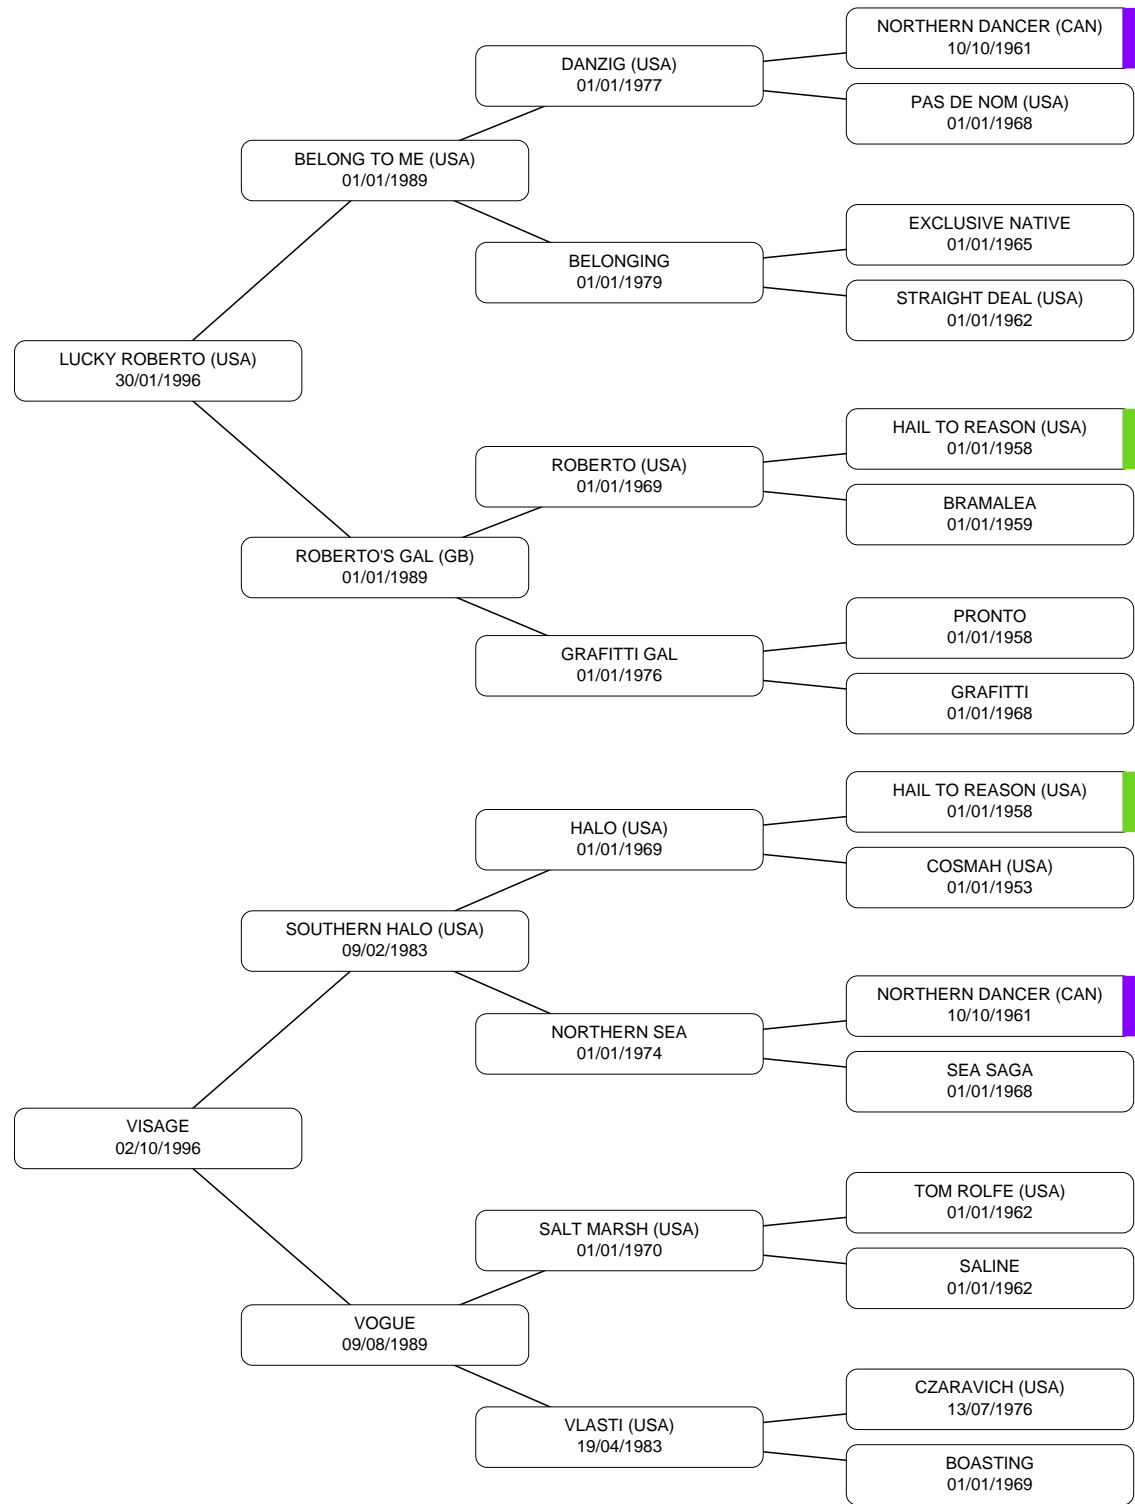 NORTHERN DANCER (CAN)
10/10/1961
DANZIG (USA)
01/01/1977
PAS DE NOM (USA)
01/01/1968
BELONG TO ME (USA)
01/01/1989
EXCLUSIVE NATIVE
01/01/1965
BELONGING
01/01/1979
STRAIGHT DEAL (USA)
01/01/1962
LUCKY ROBERTO (USA)
30/01/1996
HAIL TO REASON (USA)
01/01/1958
ROBERTO (USA)
01/01/1969
BRAMALEA
01/01/1959
ROBERTO'S GAL (GB)
01/01/1989
PRONTO
01/01/1958
GRAFITTI GAL
01/01/1976
GRAFITTI
01/01/1968
HAIL TO REASON (USA)
01/01/1958
HALO (USA)
01/01/1969
COSMAH (USA)
01/01/1953
SOUTHERN HALO (USA)
09/02/1983
NORTHERN DANCER (CAN)
10/10/1961
NORTHERN SEA
01/01/1974
SEA SAGA
01/01/1968
VISAGE
02/10/1996
TOM ROLFE (USA)
01/01/1962
SALT MARSH (USA)
01/01/1970
SALINE
01/01/1962
VOGUE
09/08/1989
CZARAVICH (USA)
13/07/1976
VLASTI (USA)
19/04/1983
BOASTING
01/01/1969